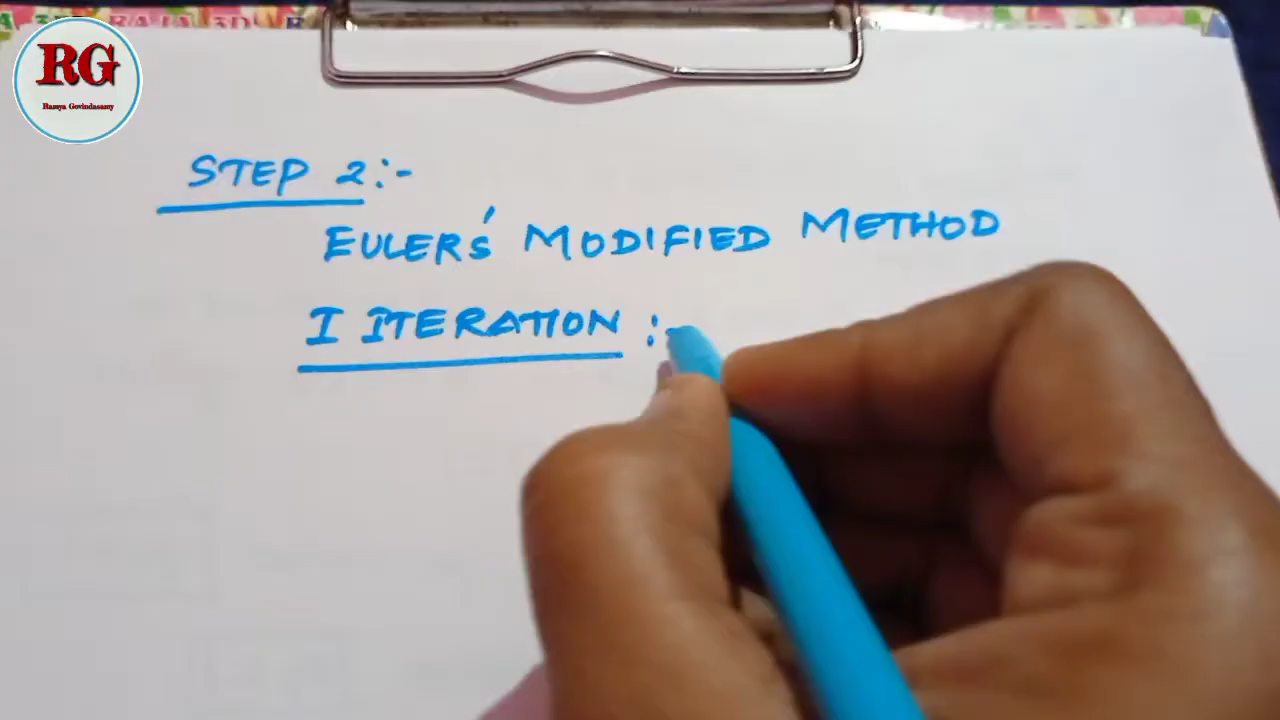 RG
Ramya Govindasamy
STEP 2:-
EULER'S MODIFIED METHOD
I ITERATION :-